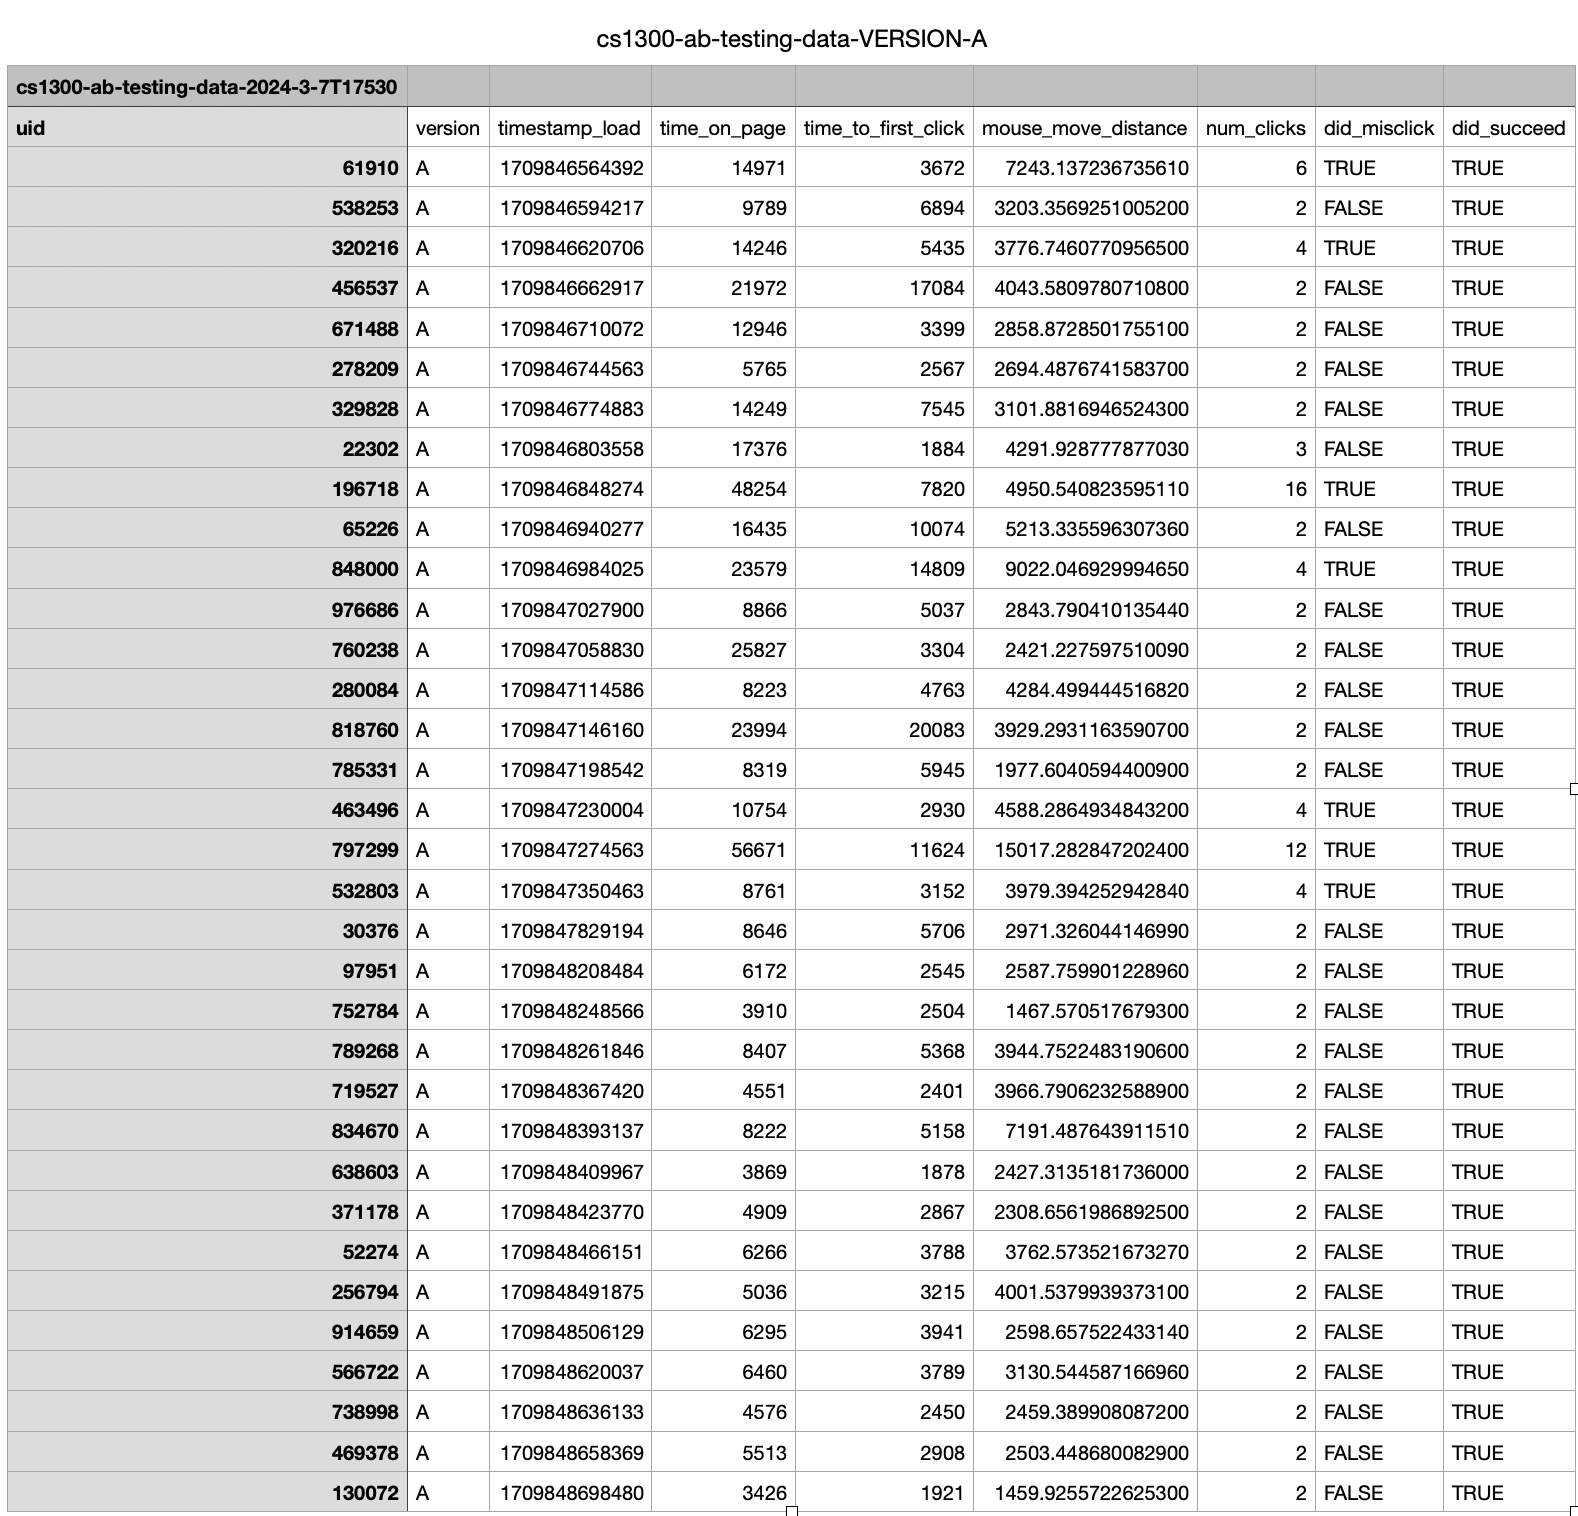 cs1300-ab-testing-data-VERSION-A
cs1300-ab-testing-data-2024-3-7T17530
uid version timestamp_load time_on_page time_to_first_click mouse_move_distance num_clicks did_misclick did_succeed
61910 A 1709846564392 14971 3672 7243.137236735610 6 TRUE TRUE
538253 A 1709846594217 9789 6894 3203.3569251005200 2 FALSE TRUE
320216 A 1709846620706 14246 5435 3776.7460770956500 4 TRUE TRUE
456537 A 1709846662917 21972 17084 4043.5809780710800 2 FALSE TRUE
671488 A 1709846710072 12946 3399 2858.8728501755100 2 FALSE TRUE
278209 A 1709846744563 5765 2567 2694.4876741583700 2 FALSE TRUE
329828 A 1709846774883 14249 7545 3101.8816946524300 2 FALSE TRUE
22302 A 1709846803558 17376 1884 4291.928777877030 3 FALSE TRUE
196718 A 1709846848274 48254 7820 4950.540823595110 16 TRUE TRUE
65226 A 1709846940277 16435 10074 5213.335596307360 2 FALSE TRUE
848000 A 1709846984025 23579 14809 9022.046929994650 4 TRUE TRUE
976686 A 1709847027900 8866 5037 2843.790410135440 2 FALSE TRUE
760238 A 1709847058830 25827 3304 2421.227597510090 2 FALSE TRUE
280084 A 1709847114586 8223 4763 4284.499444516820 2 FALSE TRUE
818760 A 1709847146160 23994 20083 3929.2931163590700 2 FALSE TRUE
785331 A 1709847198542 8319 5945 1977.6040594400900 2 FALSE TRUE
463496 A 1709847230004 10754 2930 4588.2864934843200 4 TRUE TRUE
797299 A 1709847274563 56671 11624 15017.282847202400 12 TRUE TRUE
532803 A 1709847350463 8761 3152 3979.394252942840 4 TRUE TRUE
30376 A 1709847829194 8646 5706 2971.326044146990 2 FALSE TRUE
97951 A 1709848208484 6172 2545 2587.759901228960 2 FALSE TRUE
752784 A 1709848248566 3910 2504 1467.570517679300 2 FALSE TRUE
789268 A 1709848261846 8407 5368 3944.7522483190600 2 FALSE TRUE
719527 A 1709848367420 4551 2401 3966.7906232588900 2 FALSE TRUE
834670 A 1709848393137 8222 5158 7191.487643911510 2 FALSE TRUE
638603 A 1709848409967 3869 1878 2427.3135181736000 2 FALSE TRUE
371178 A 1709848423770 4909 2867 2308.6561986892500 2 FALSE TRUE
52274 A 1709848466151 6266 3788 3762.573521673270 2 FALSE TRUE
256794 A 1709848491875 5036 3215 4001.5379939373100 2 FALSE TRUE
914659 A 1709848506129 6295 3941 2598.657522433140 2 FALSE TRUE
566722 A 1709848620037 6460 3789 3130.544587166960 2 FALSE TRUE
738998 A 1709848636133 4576 2450 2459.389908087200 2 FALSE TRUE
469378 A 1709848658369 5513 2908 2503.448680082900 2 FALSE TRUE
130072 A 1709848698480 3426 1921 1459.9255722625300 2 FALSE TRUE